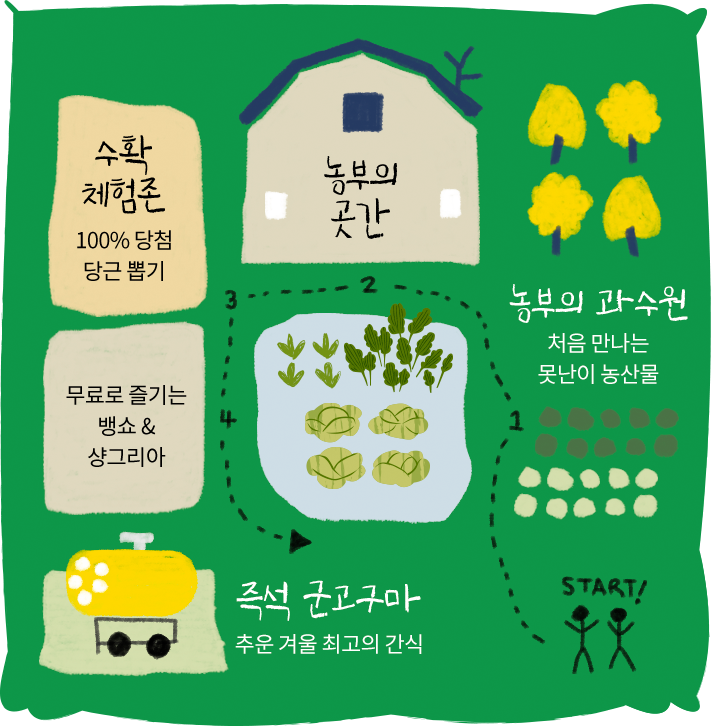 수확
체험존
100% 당첨
당근 뽑기
농부의
곳간
농부의 과수원
처음 만나는
못난이 농산물
3
2
1
4
무료로 즐기는
뱅쇼 &
샹그리아
즉석 군고구마
추운 겨울 최고의 간식
START!